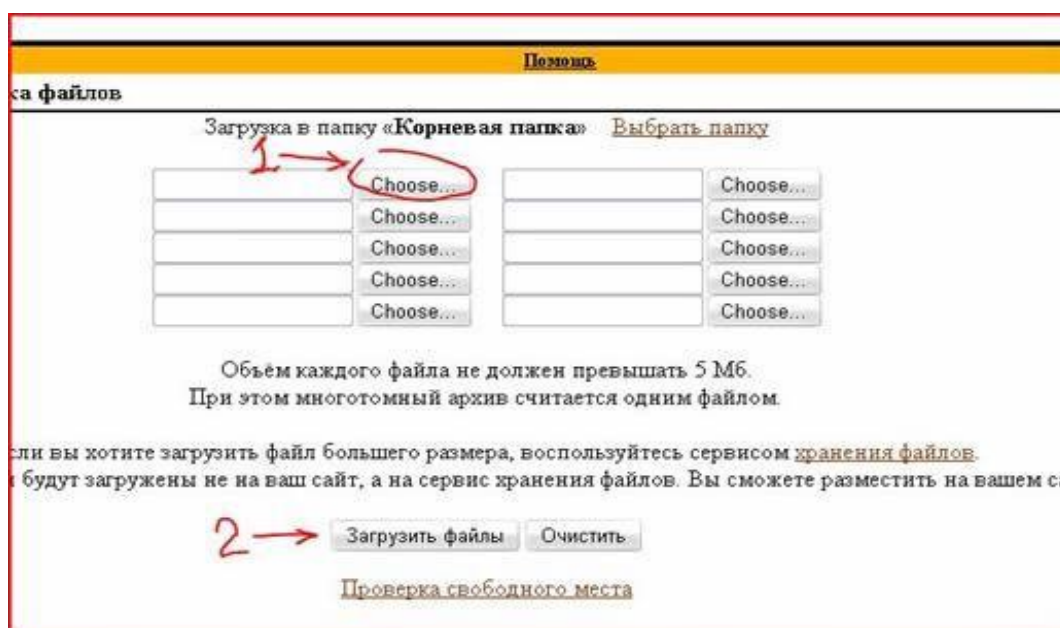 Помощь
ка файлов
Загрузка в папку «Корневая папка» Выбрать папку
1
Choose... Choose...
Choose... Choose...
Choose... Choose...
Choose... Choose...
Choose... Choose...
Объём каждого файла не должен превышать 5 Мб.
При этом многотомный архив считается одним файлом.
сли вы хотите загрузить файл большего размера, воспользуйтесь сервисом хранения файлов.
будут загружены не на ваш сайт, а на сервис хранения файлов. Вы сможете разместить на вашем
2 Загрузить файлы Очистить
Проверка свободного места